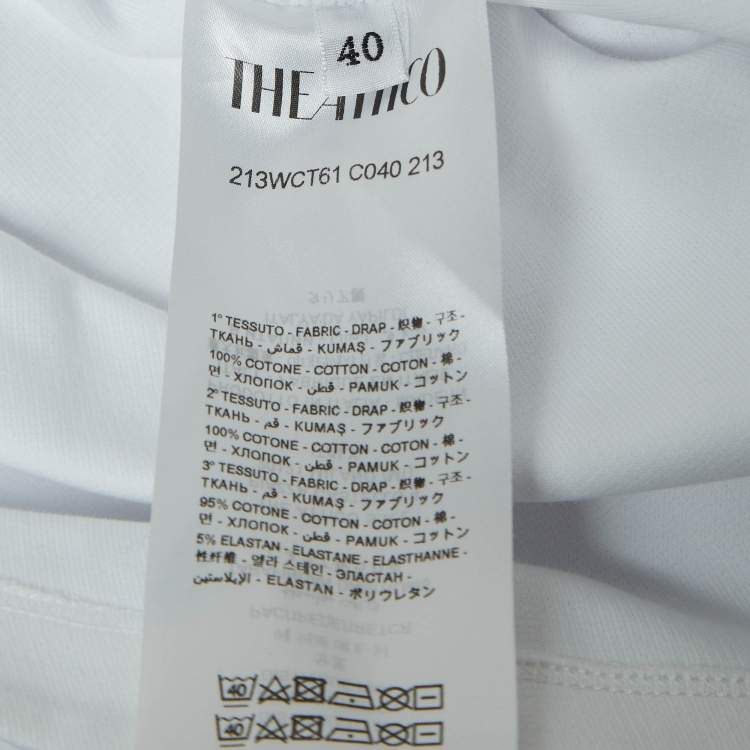 40
THE ATTICO
213WCT61 C040 213
1° TESSUTO - FABRIC - DRAP - 织物 - 구조 -
ТКАНЬ - قماش - KUMAŞ - ファブリック
100% COTONE - COTTON - COTON - 棉 -
면 - ХЛОПОК - قطن - PAMUK - コットン
2° TESSUTO - FABRIC - DRAP - 织物 - 구조 -
ТКАНЬ - قم - KUMAŞ - ファブリック
100% COTONE - COTTON - COTON - 棉 -
면 - ХЛОПОК - قطن - PAMUK - コットン
3° TESSUTO - FABRIC - DRAP - 织物 - 구조 -
ТКАНЬ - قم - KUMAŞ - ファブリック
95% COTONE - COTTON - COTON - 棉 -
면 - ХЛОПОК - قطن - PAMUK - コットン
5% ELASTAN - ELASTANE - ELASTHANNE -
性纤维 - 엘라 스테인 - ЭЛАСТАН -
الإيلاستين - ELASTAN - ポリウレタン
40
40